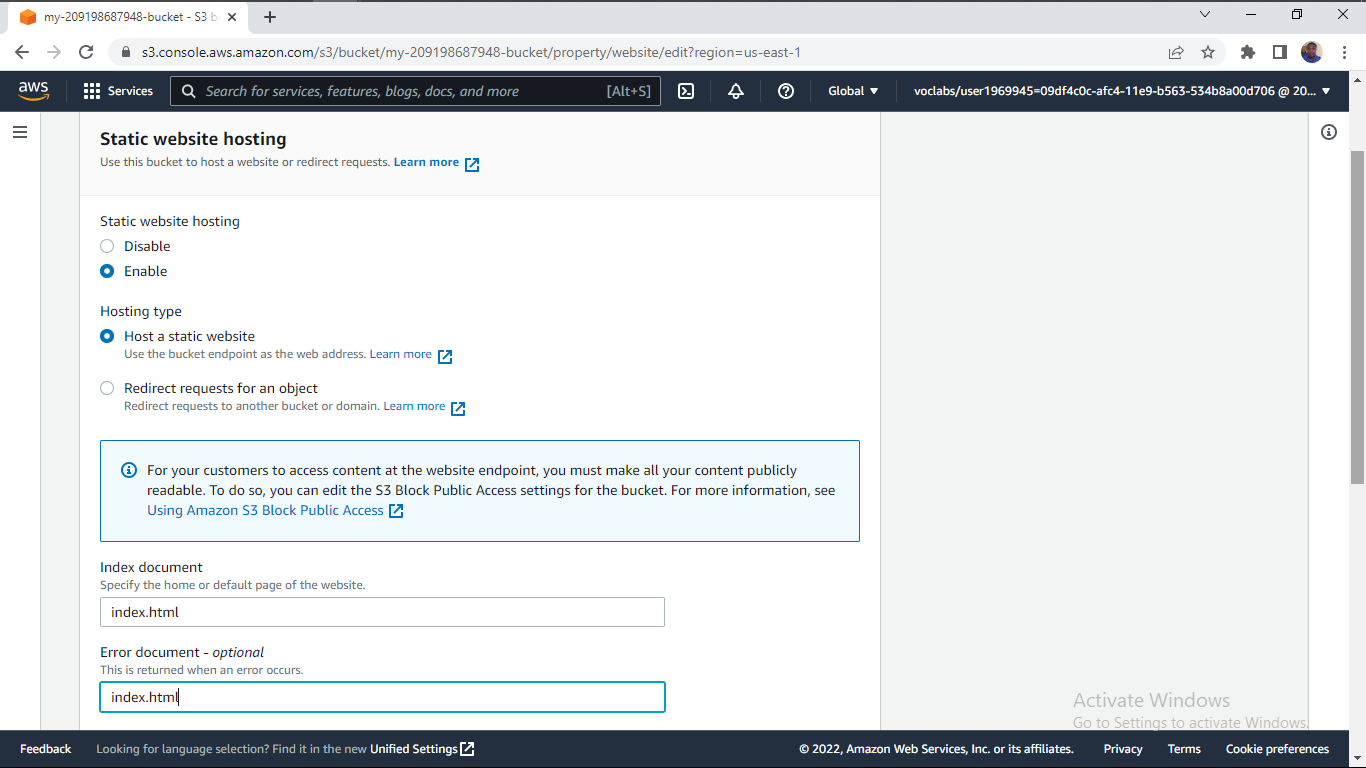 my-209198687948-bucket - S3 b
s3.console.aws.amazon.com/s3/bucket/my-209198687948-bucket/property/website/edit?region=us-east-1
aws
Services
Search for services, features, blogs, docs, and more
[Alt+S]
Global
voclabs/user1969945=09df4c0c-afc4-11e9-b563-534b8a00d706 @ 20...
Static website hosting
Use this bucket to host a website or redirect requests. Learn more
Static website hosting
Disable
Enable
Hosting type
Host a static website
Use the bucket endpoint as the web address. Learn more
Redirect requests for an object
Redirect requests to another bucket or domain. Learn more
For your customers to access content at the website endpoint, you must make all your content publicly
readable. To do so, you can edit the S3 Block Public Access settings for the bucket. For more information, see
Using Amazon S3 Block Public Access
Index document
Specify the home or default page of the website.
index.html
Error document - optional
This is returned when an error occurs.
index.html
Activate Windows
Go to Settings to activate Windows.
Feedback
Looking for language selection? Find it in the new Unified Settings
© 2022, Amazon Web Services, Inc. or its affiliates.
Privacy
Terms
Cookie preferences